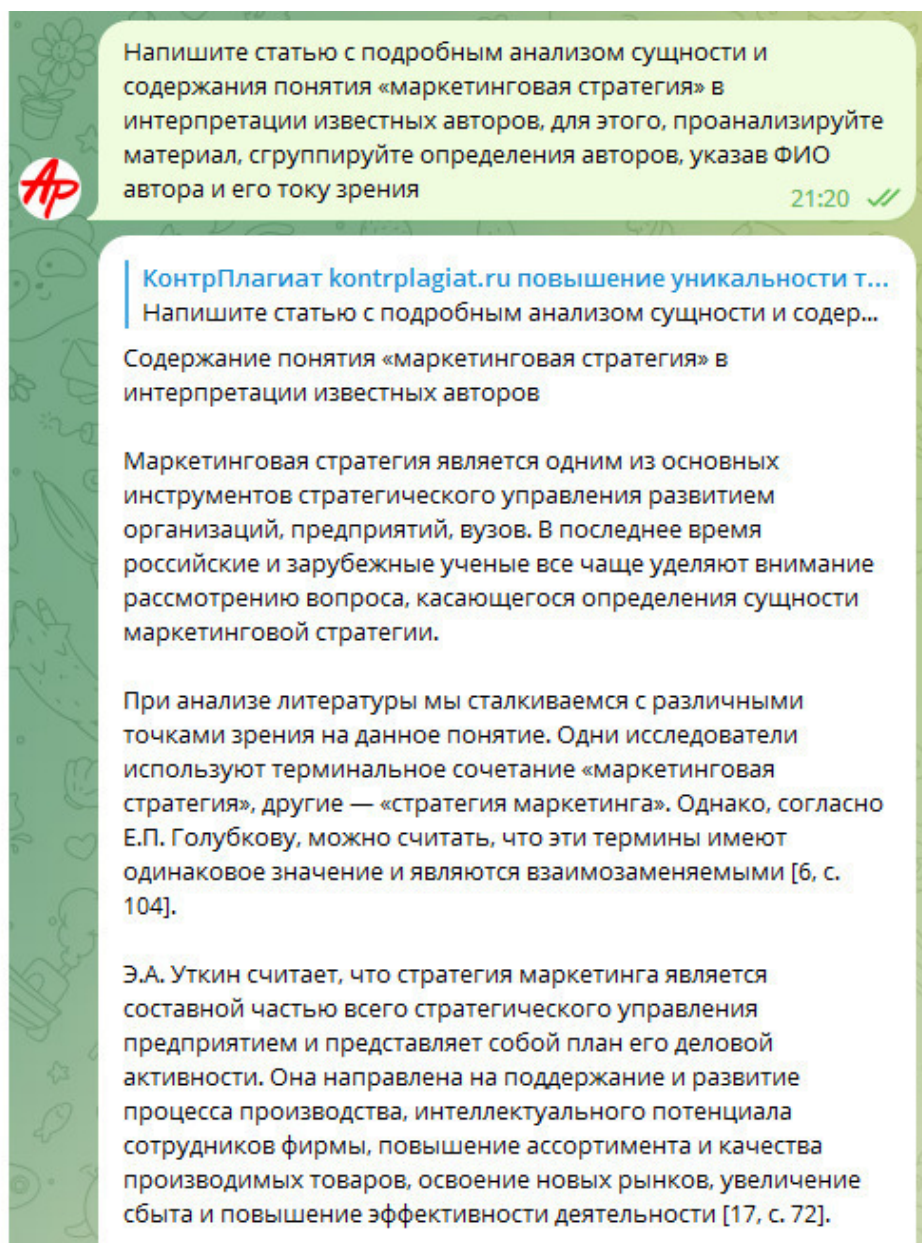 Напишите статью с подробным анализом сущности и
содержания понятия «маркетинговая стратегия» в
интерпретации известных авторов, для этого, проанализируйте
материал, сгруппируйте определения авторов, указав ФИО
автора и его току зрения
21:20
Ар
КонтрПлагиат kontrplagiat.ru повышение уникальности т...
Напишите статью с подробным анализом сущности и содер...
Содержание понятия «маркетинговая стратегия» в
интерпретации известных авторов
Маркетинговая стратегия является одним из основных
инструментов стратегического управления развитием
организаций, предприятий, вузов. В последнее время
российские и зарубежные ученые все чаще уделяют внимание
рассмотрению вопроса, касающегося определения сущности
маркетинговой стратегии.
При анализе литературы мы сталкиваемся с различными
точками зрения на данное понятие. Одни исследователи
используют терминальное сочетание «маркетинговая
стратегия», другие — «стратегия маркетинга». Однако, согласно
Е.П. Голубкову, можно считать, что эти термины имеют
одинаковое значение и являются взаимозаменяемыми [6, с.
104].
Э.А. Уткин считает, что стратегия маркетинга является
составной частью всего стратегического управления
предприятием и представляет собой план его деловой
активности. Она направлена на поддержание и развитие
процесса производства, интеллектуального потенциала
сотрудников фирмы, повышение ассортимента и качества
производимых товаров, освоение новых рынков, увеличение
сбыта и повышение эффективности деятельности [17, с. 72].